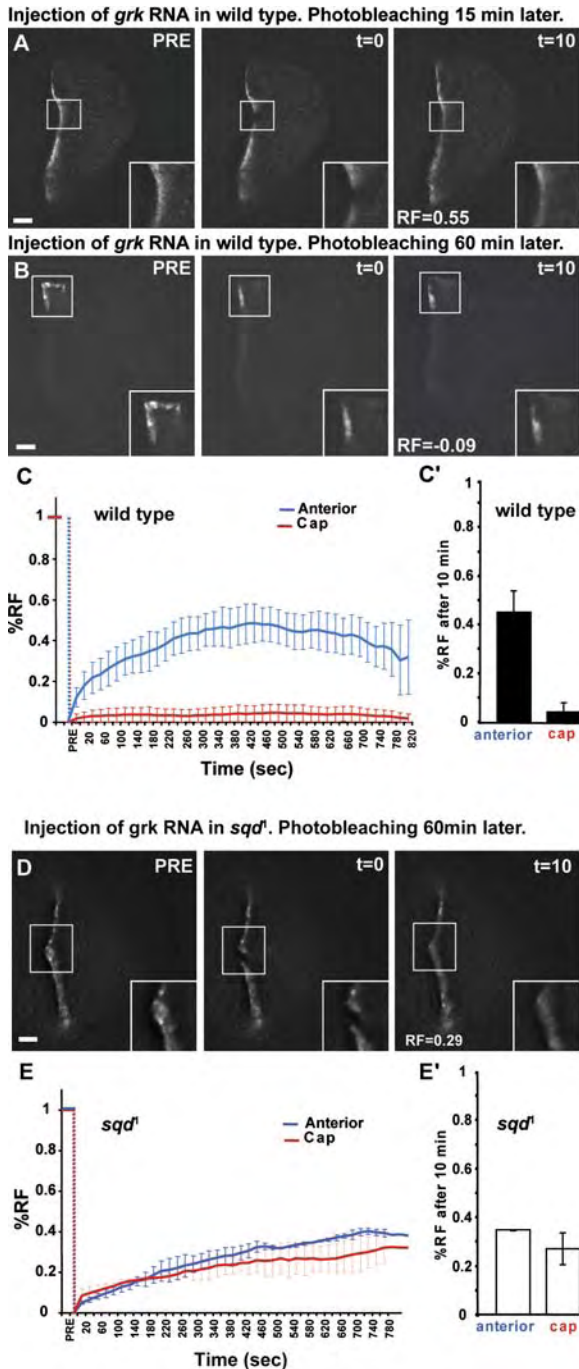 Injection of grk RNA in wild type. Photobleaching 15 min later.
A PRE t=0 t=10
RF=0.55
Injection of grk RNA in wild type. Photobleaching 60 min later.
B PRE t=0 t=10
RF=-0.09
C wild type Anterior Cap
%RF
1
0.8
0.6
0.4
0.2
0
PRE 20 60 100 140 180 220 260 300 340 380 420 460 500 540 580 620 660 700 740 780 820
Time (sec)
C' wild type
%RF after 10 min
1
0.8
0.6
0.4
0.2
0
anterior cap
Injection of grk RNA in sqd¹. Photobleaching 60min later.
D PRE t=0 t=10
RF=0.29
E sqd¹ Anterior Cap
%RF
1
0.8
0.6
0.4
0.2
0
PRE 20 60 100 140 180 220 260 300 340 380 420 460 500 540 580 620 660 700 740 780
Time (sec)
E' sqd¹
%RF after 10 min
1
0.8
0.6
0.4
0.2
0
anterior cap